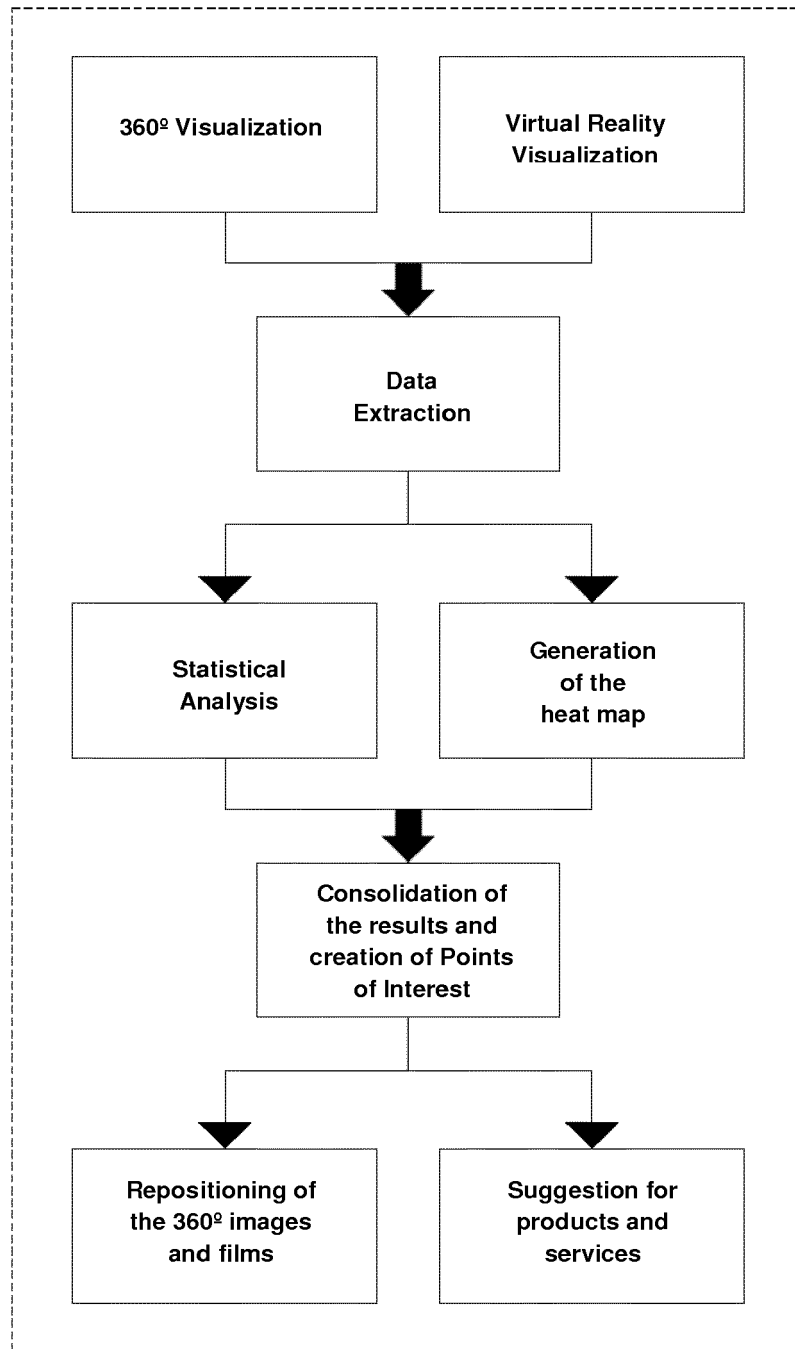 360º Visualization
Virtual Reality
Visualization
Data
Extraction
Statistical
Analysis
Generation
of the
heat map
Consolidation of
the results and
creation of Points
of Interest
Repositioning of
the 360º images
and films
Suggestion for
products and
services